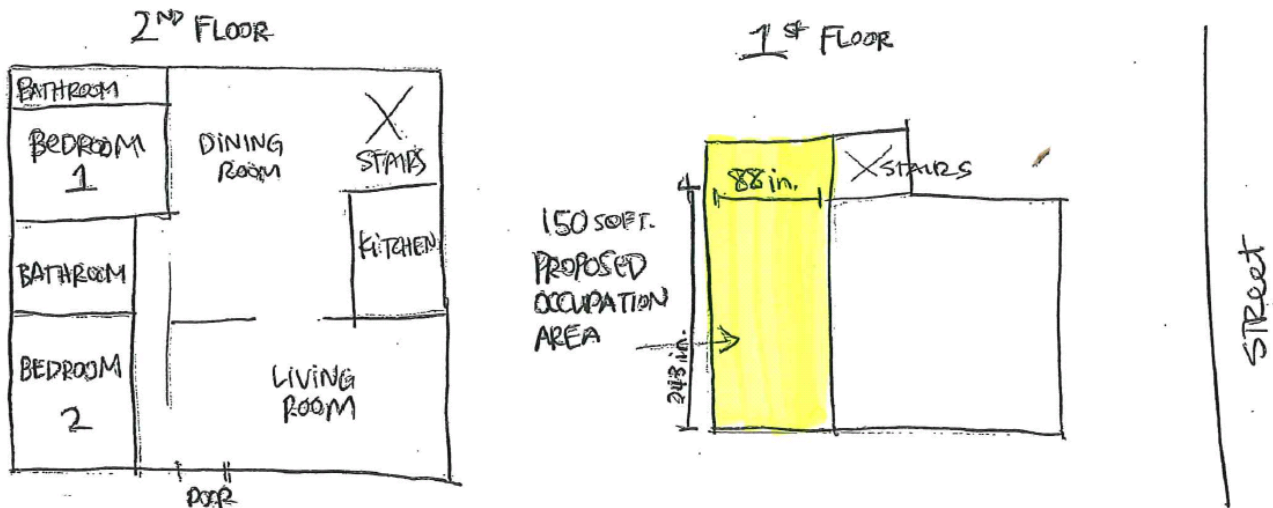 2ND FLOOR
BATHROOM
BEDROOM
1
DINING
ROOM
X
STAIRS
KITCHEN
BATHROOM
BEDROOM
2
LIVING
ROOM
DOOR
1st FLOOR
88 in.
X STAIRS
150 SQFT.
PROPOSED
OCCUPATION
AREA
243 in.
STREET